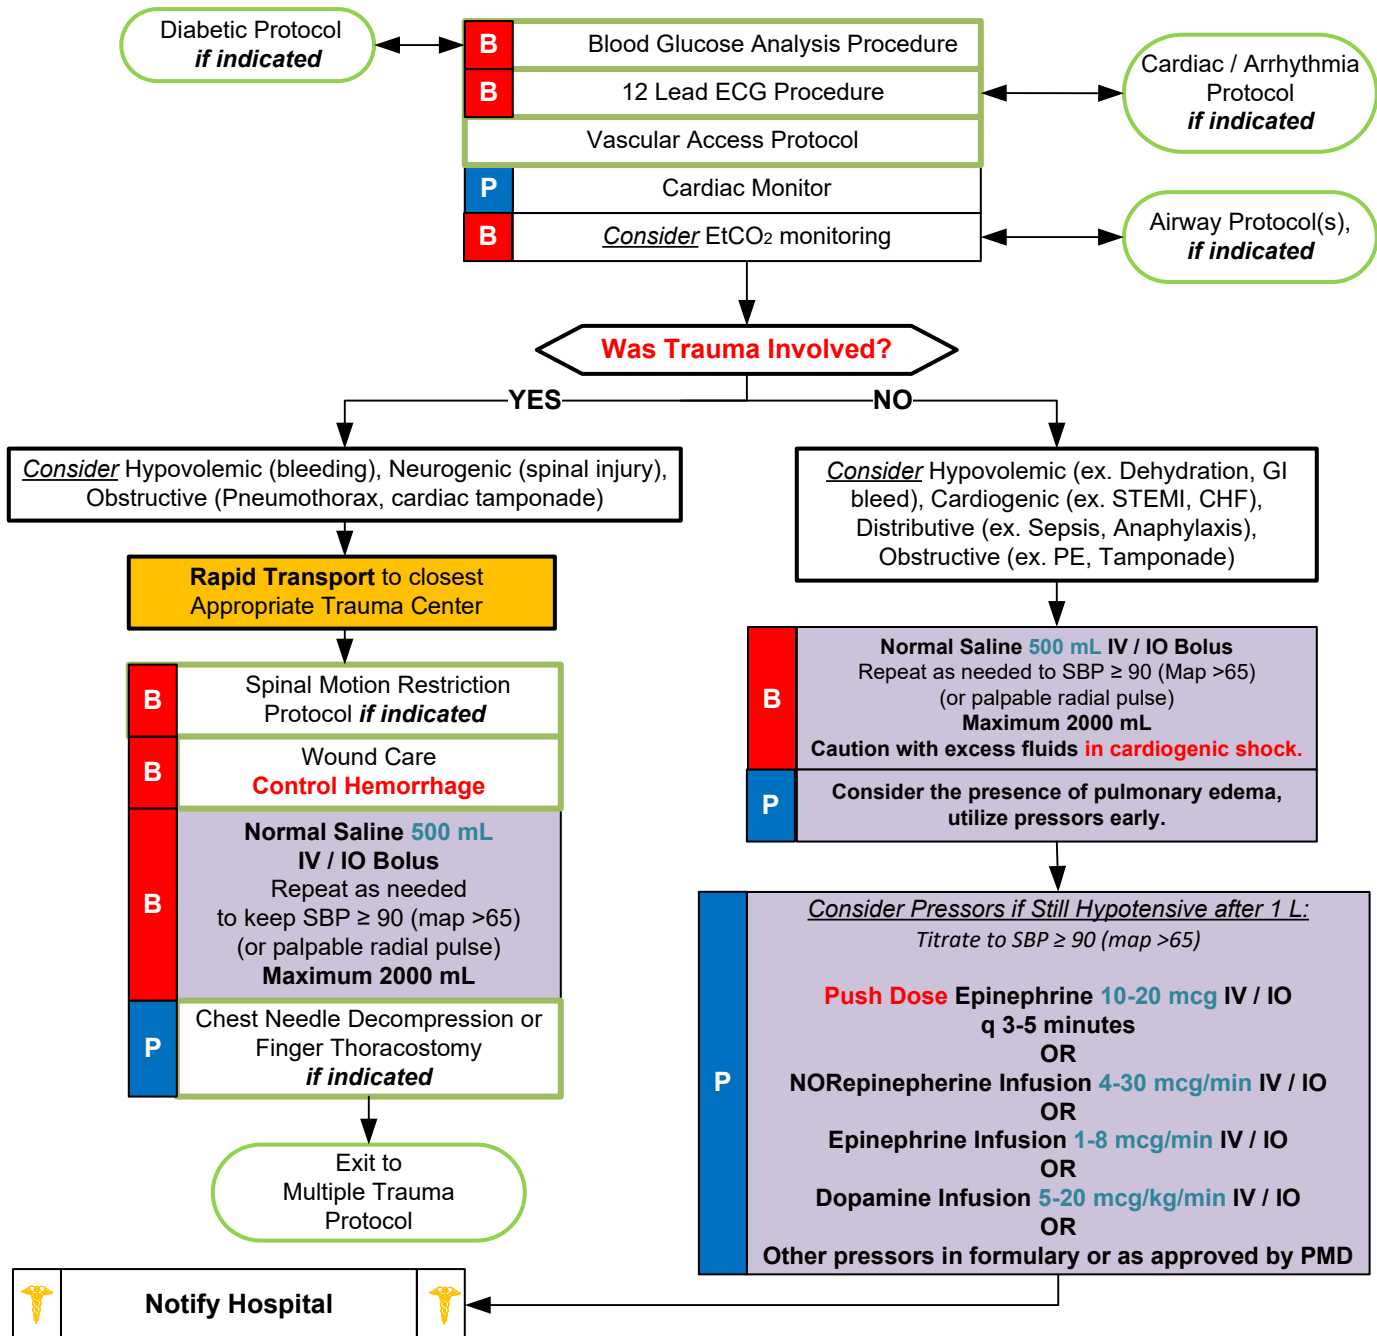 Diabetic Protocol
if indicated
B
Blood Glucose Analysis Procedure
B
12 Lead ECG Procedure
Cardiac / Arrhythmia
Protocol
if indicated
Vascular Access Protocol
P
Cardiac Monitor
B
Consider EtCO₂ monitoring
Airway Protocol(s),
if indicated
Was Trauma Involved?
YES
NO
Consider Hypovolemic (bleeding), Neurogenic (spinal injury),
Obstructive (Pneumothorax, cardiac tamponade)
Rapid Transport to closest
Appropriate Trauma Center
B
Spinal Motion Restriction
Protocol if indicated
B
Wound Care
Control Hemorrhage
B
Normal Saline 500 mL
IV / IO Bolus
Repeat as needed
to keep SBP ≥ 90 (map >65)
(or palpable radial pulse)
Maximum 2000 mL
P
Chest Needle Decompression or
Finger Thoracostomy
if indicated
Exit to
Multiple Trauma
Protocol
Consider Hypovolemic (ex. Dehydration, GI
bleed), Cardiogenic (ex. STEMI, CHF),
Distributive (ex. Sepsis, Anaphylaxis),
Obstructive (ex. PE, Tamponade)
B
Normal Saline 500 mL IV / IO Bolus
Repeat as needed to SBP ≥ 90 (Map >65)
(or palpable radial pulse)
Maximum 2000 mL
Caution with excess fluids in cardiogenic shock.
P
Consider the presence of pulmonary edema,
utilize pressors early.
P
Consider Pressors if Still Hypotensive after 1 L:
Titrate to SBP ≥ 90 (map >65)
Push Dose Epinephrine 10-20 mcg IV / IO
q 3-5 minutes
OR
NORepinepherine Infusion 4-30 mcg/min IV / IO
OR
Epinephrine Infusion 1-8 mcg/min IV / IO
OR
Dopamine Infusion 5-20 mcg/kg/min IV / IO
OR
Other pressors in formulary or as approved by PMD
Notify Hospital